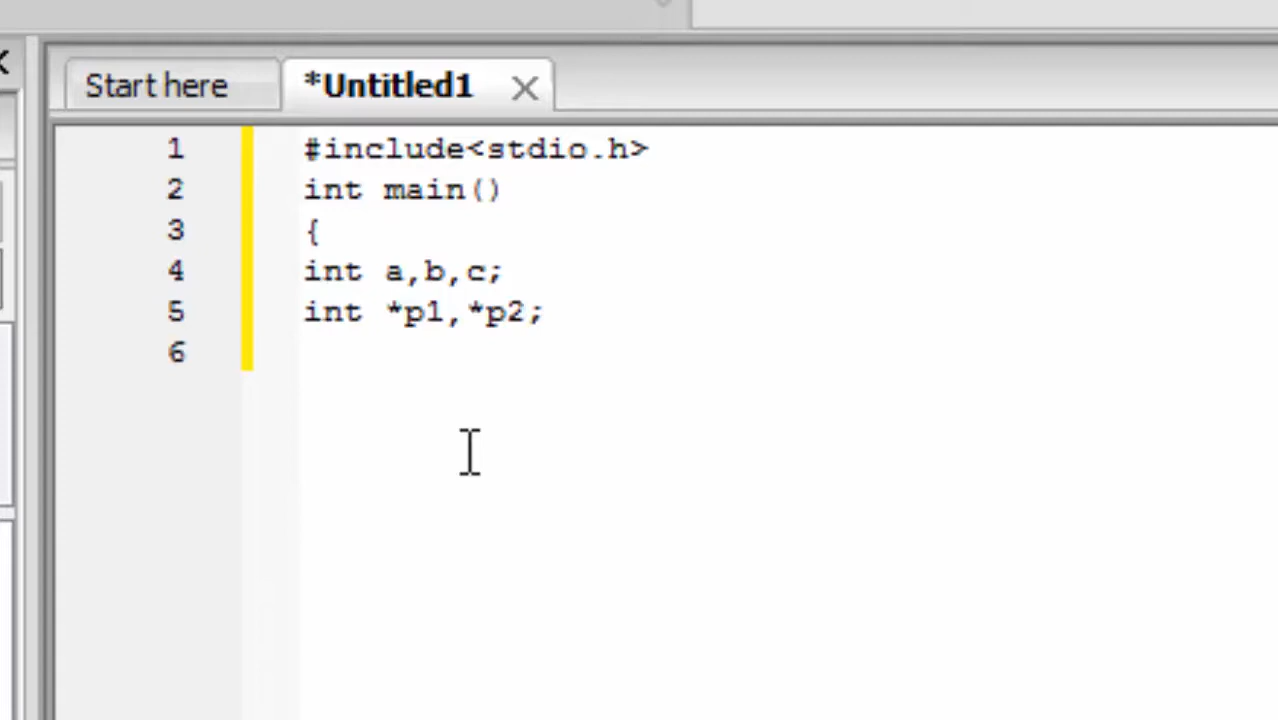 Start here
*Untitled1
1 #include<stdio.h>
2 int main()
3 {
4 int a,b,c;
5 int *p1,*p2;
6